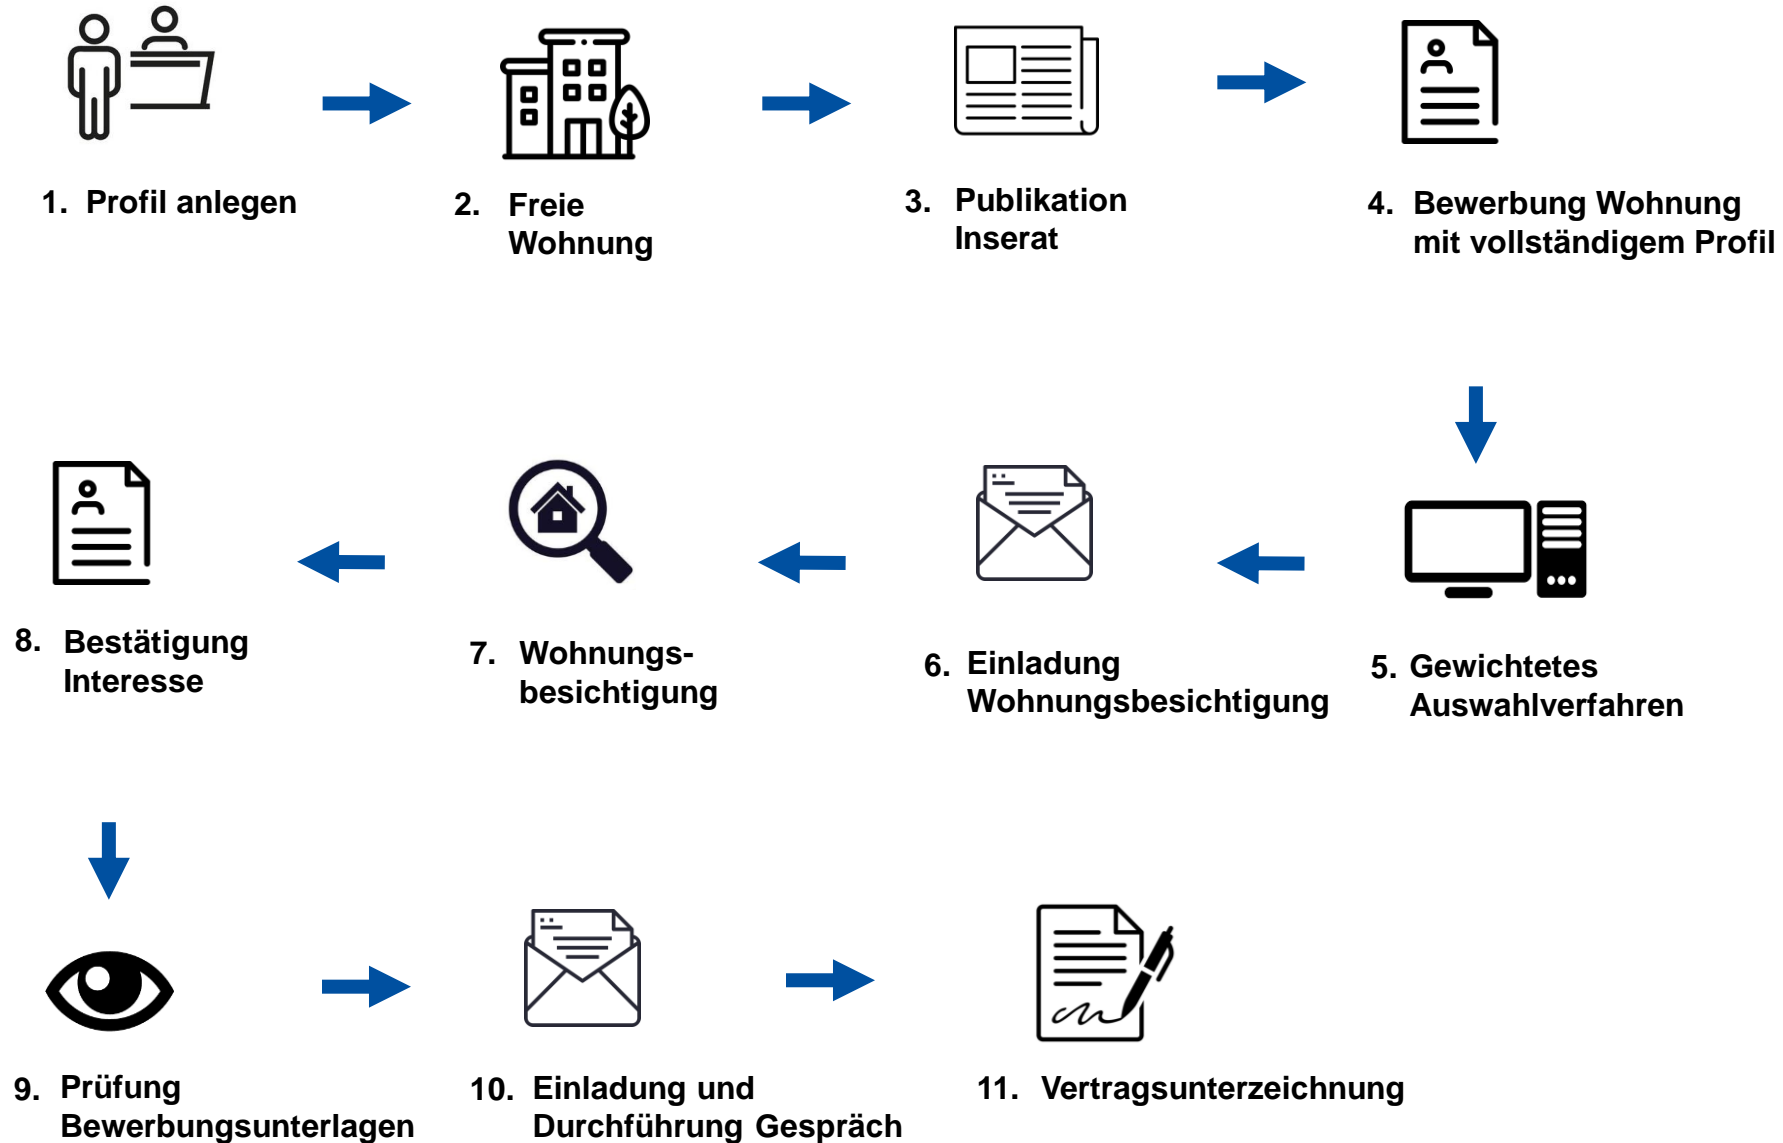 1. Profil anlegen
2. Freie
Wohnung
3. Publikation
Inserat
4. Bewerbung Wohnung
mit vollständigem Profil
5. Gewichtetes
Auswahlverfahren
6. Einladung
Wohnungsbesichtigung
7. Wohnungs-
besichtigung
8. Bestätigung
Interesse
9. Prüfung
Bewerbungsunterlagen
10. Einladung und
Durchführung Gespräch
11. Vertragsunterzeichnung